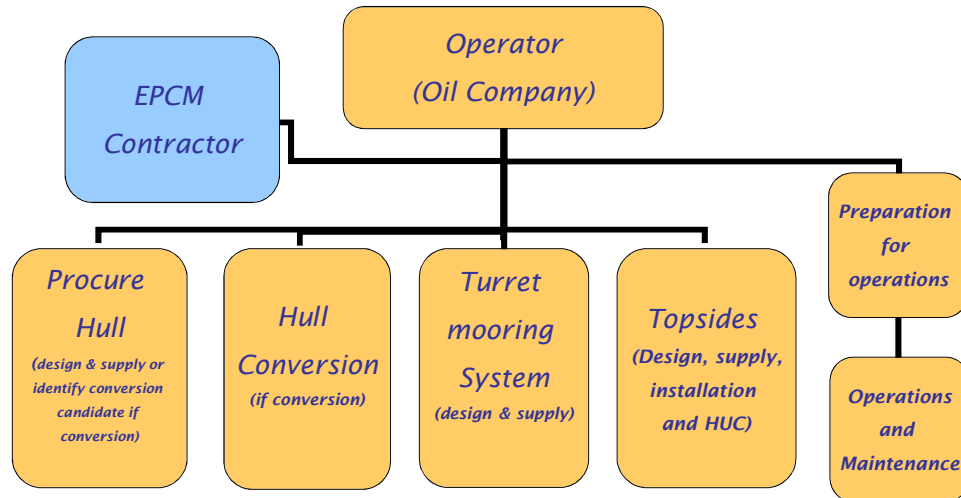 Operator
(Oil Company)
EPCM
Contractor
Procure
Hull
(design & supply or
identify conversion
candidate if
conversion)
Hull
Conversion
(if conversion)
Turret
mooring
System
(design & supply)
Topsides
(Design, supply,
installation
and HUC)
Preparation
for
operations
Operations
and
Maintenance